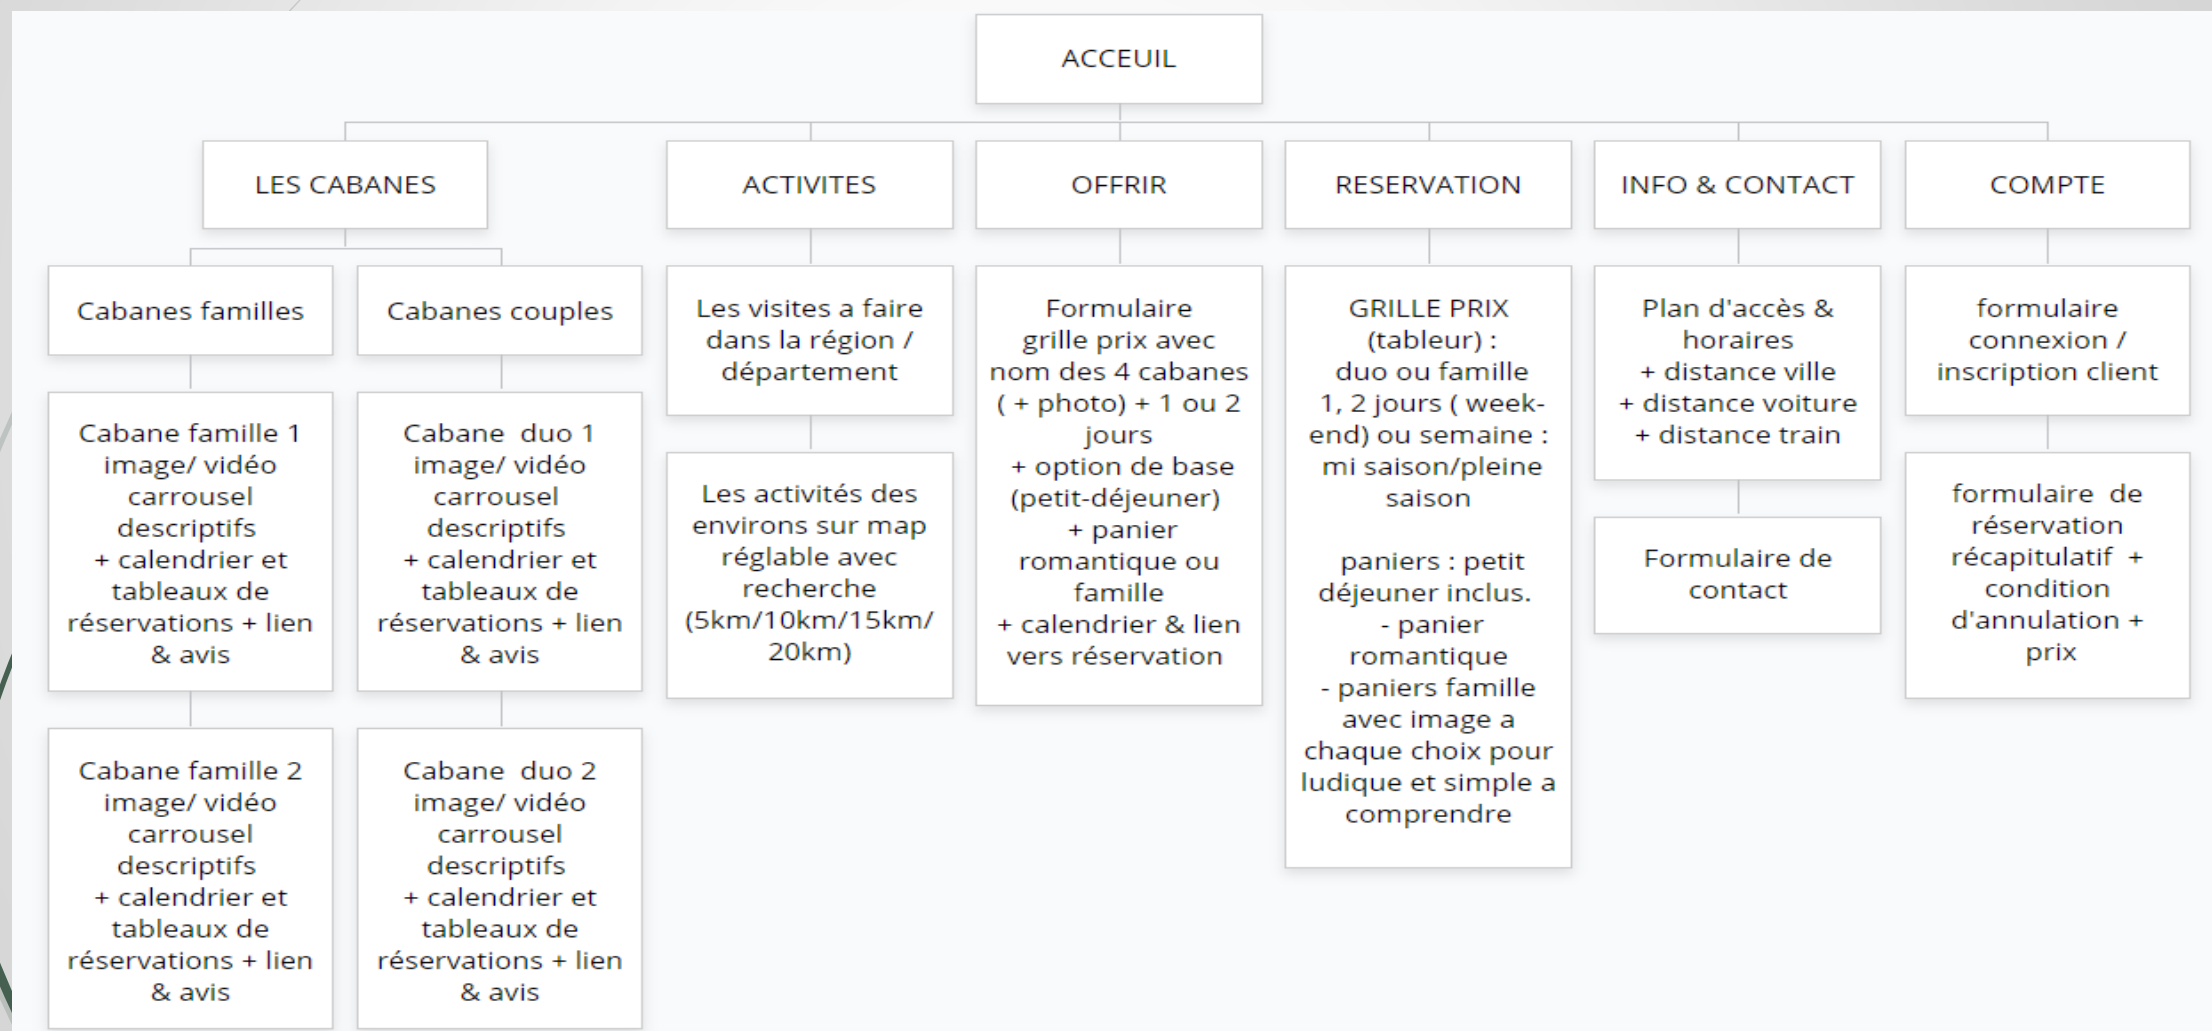 ACCEUIL
LES CABANES
ACTIVITES
OFFRIR
RESERVATION
INFO & CONTACT
COMPTE
Cabanes familles
Cabane famille 1
image/ vidéo
carrousel
descriptifs
+ calendrier et
tableaux de
réservations + lien
& avis
Cabane famille 2
image/ vidéo
carrousel
descriptifs
+ calendrier et
tableaux de
réservations + lien
& avis
Cabanes couples
Cabane  duo 1
image/ vidéo
carrousel
descriptifs
+ calendrier et
tableaux de
réservations + lien
& avis
Cabane  duo 2
image/ vidéo
carrousel
descriptifs
+ calendrier et
tableaux de
réservations + lien
& avis
Les visites a faire
dans la région /
département
Les activités des
environs sur map
réglable avec
recherche
(5km/10km/15km/
20km)
Formulaire
grille prix avec
nom des 4 cabanes
( + photo) + 1 ou 2
jours
+ option de base
(petit-déjeuner)
+ panier
romantique ou
famille
+ calendrier & lien
vers réservation
GRILLE PRIX
(tableur) :
duo ou famille
1, 2 jours ( week-
end) ou semaine :
mi saison/pleine
saison
paniers : petit
déjeuner inclus.
- panier
romantique
- paniers famille
avec image a
chaque choix pour
ludique et simple a
comprendre
Plan d'accès &
horaires
+ distance ville
+ distance voiture
+ distance train
Formulaire de
contact
formulaire
connexion /
inscription client
formulaire  de
réservation
récapitulatif  +
condition
d'annulation +
prix